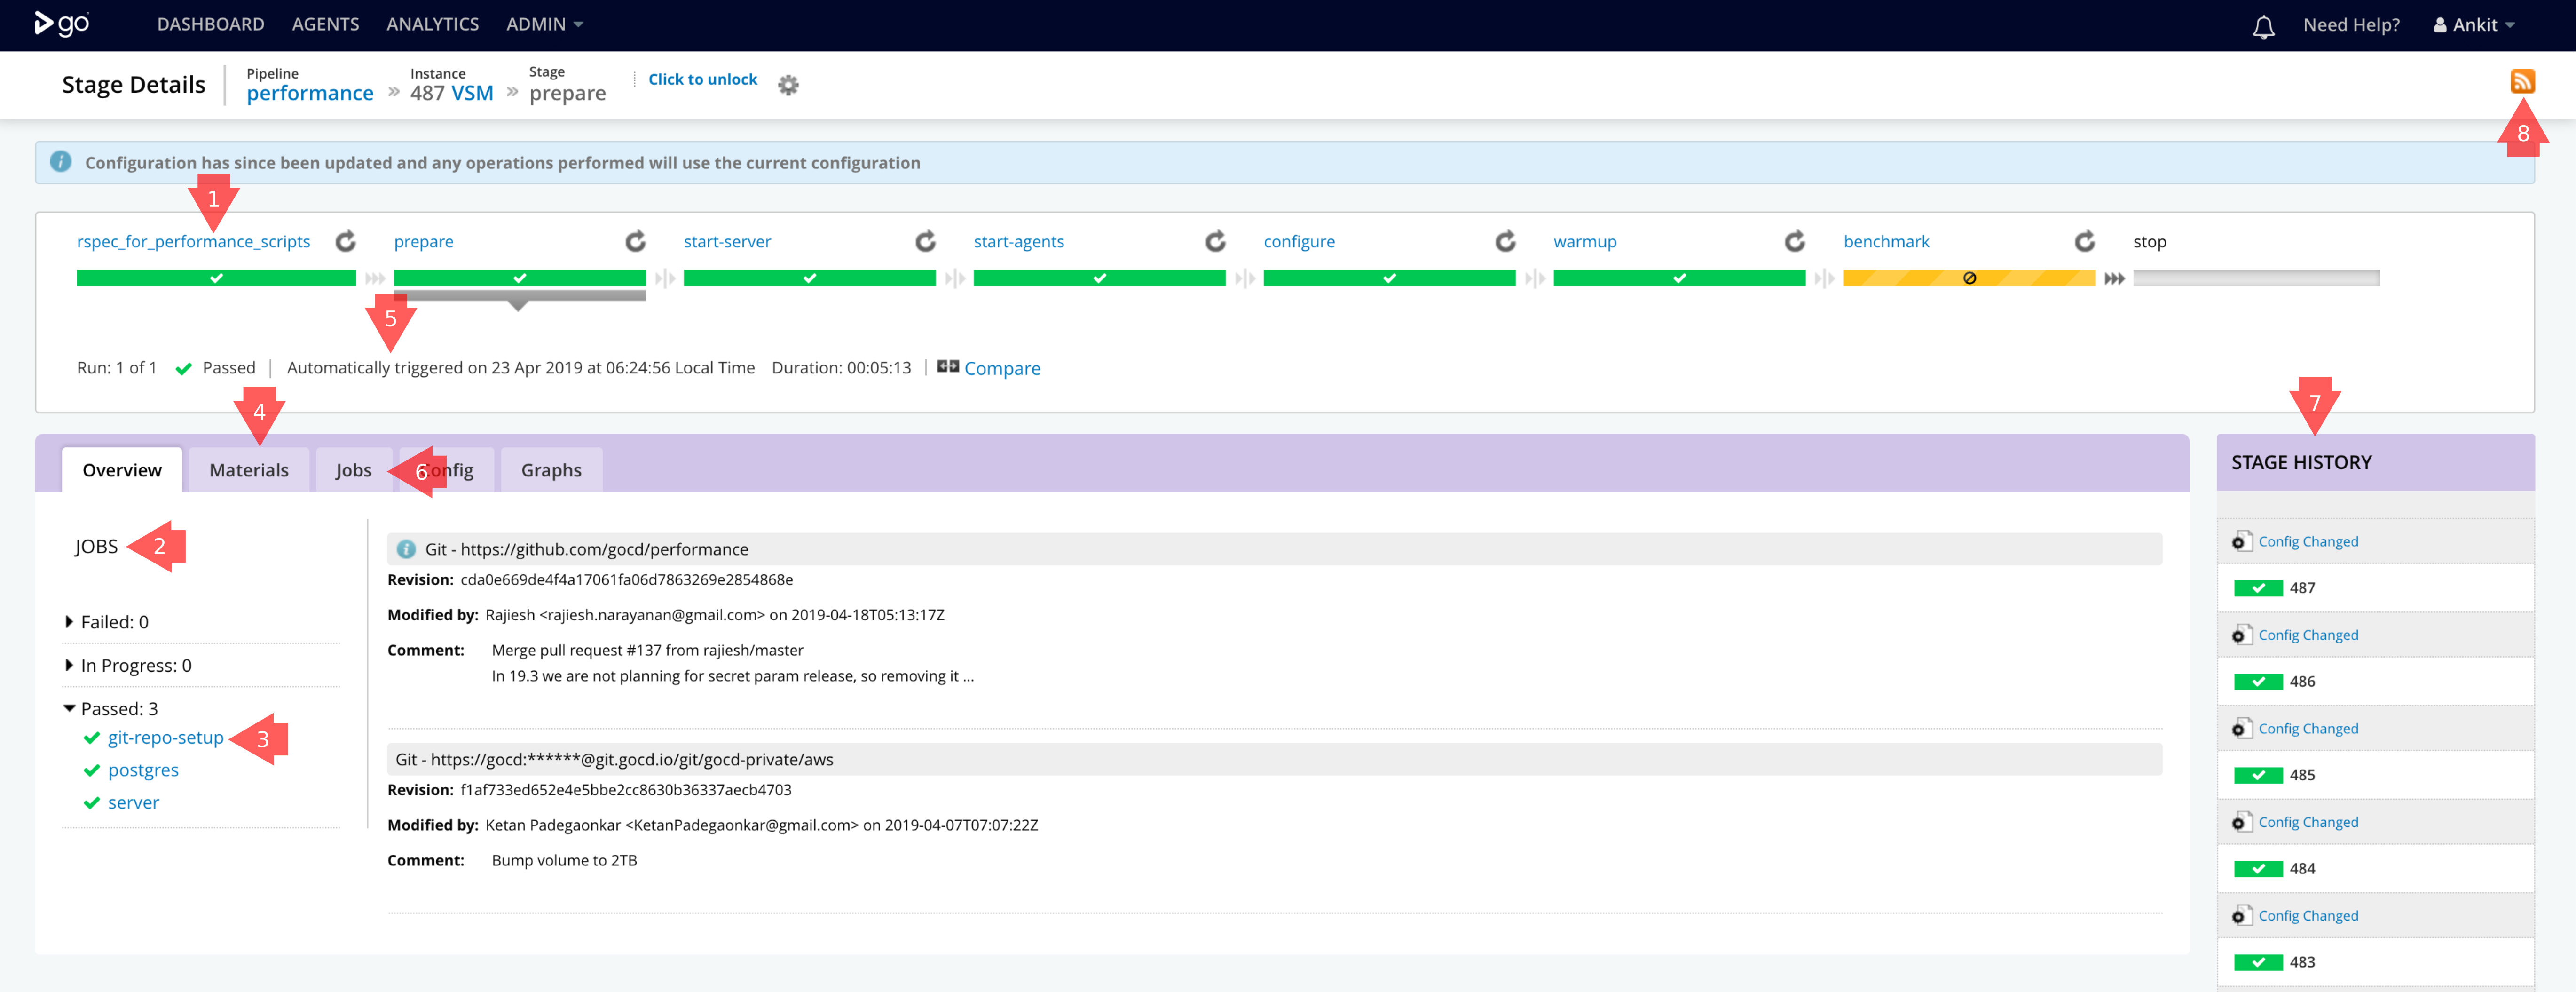 go DASHBOARD AGENTS ANALYTICS ADMIN Need Help? Ankit
Stage Details
Pipeline
performance
»
Instance
487 VSM
»
Stage
prepare
Click to unlock
8
Configuration has since been updated and any operations performed will use the current configuration
1
rspec_for_performance_scripts prepare start-server start-agents configure warmup benchmark stop
5
Run: 1 of 1 Passed Automatically triggered on 23 Apr 2019 at 06:24:56 Local Time Duration: 00:05:13 Compare
4
7
Overview Materials Jobs 6 Config Graphs
JOBS 2
Failed: 0
In Progress: 0
Passed: 3
git-repo-setup 3
postgres
server
Git - https://github.com/gocd/performance
Revision: cda0e669de4f4a17061fa06d7863269e2854868e
Modified by: Rajiesh <rajiesh.narayanan@gmail.com> on 2019-04-18T05:13:17Z
Comment: Merge pull request #137 from rajiesh/master
In 19.3 we are not planning for secret param release, so removing it ...
Git - https://gocd:******@git.gocd.io/git/gocd-private/aws
Revision: f1af733ed652e4e5bbe2cc8630b36337aecb4703
Modified by: Ketan Padegaonkar <KetanPadegaonkar@gmail.com> on 2019-04-07T07:07:22Z
Comment: Bump volume to 2TB
STAGE HISTORY
Config Changed
487
Config Changed
486
Config Changed
485
Config Changed
484
Config Changed
483